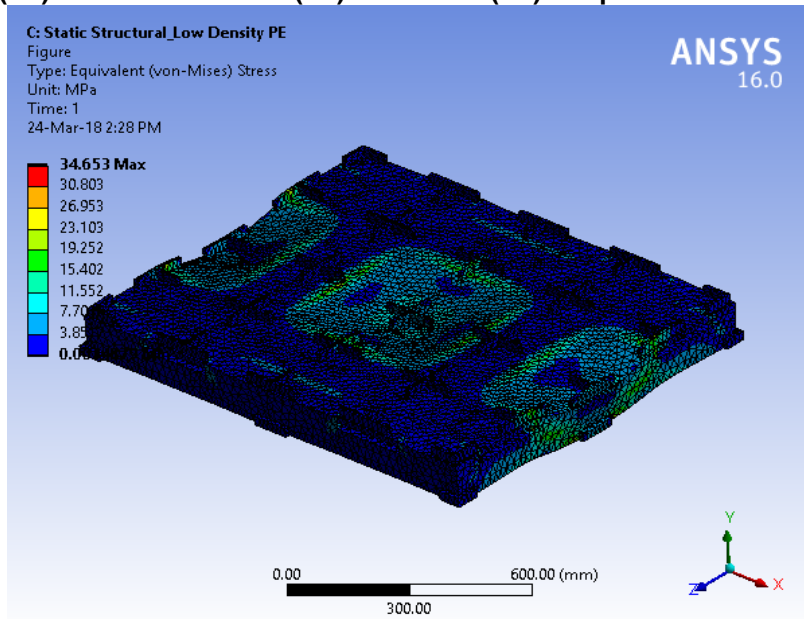 C: Static Structural_Low Density PE
Figure
Type: Equivalent (von-Mises) Stress
Unit: MPa
Time: 1
24-Mar-18 2:28 PM
ANSYS
16.0
34.653 Max
30.803
26.953
23.103
19.252
15.402
11.552
Y
X
Z
0.00
600.00 (mm)
300.00